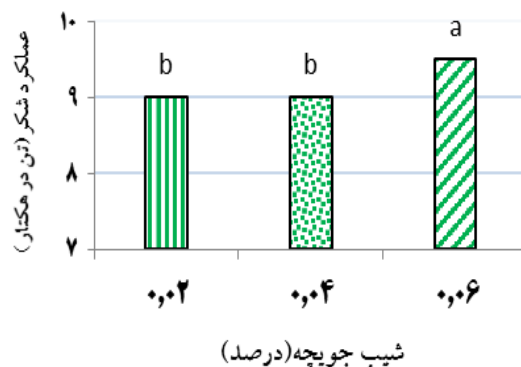 عملکرد شکر(تن در هکتار)
۱۰
۹
۸
۷
b
b
a
۰٫۰۲
۰٫۰۴
۰٫۰۶
شیب جویچه(درصد)